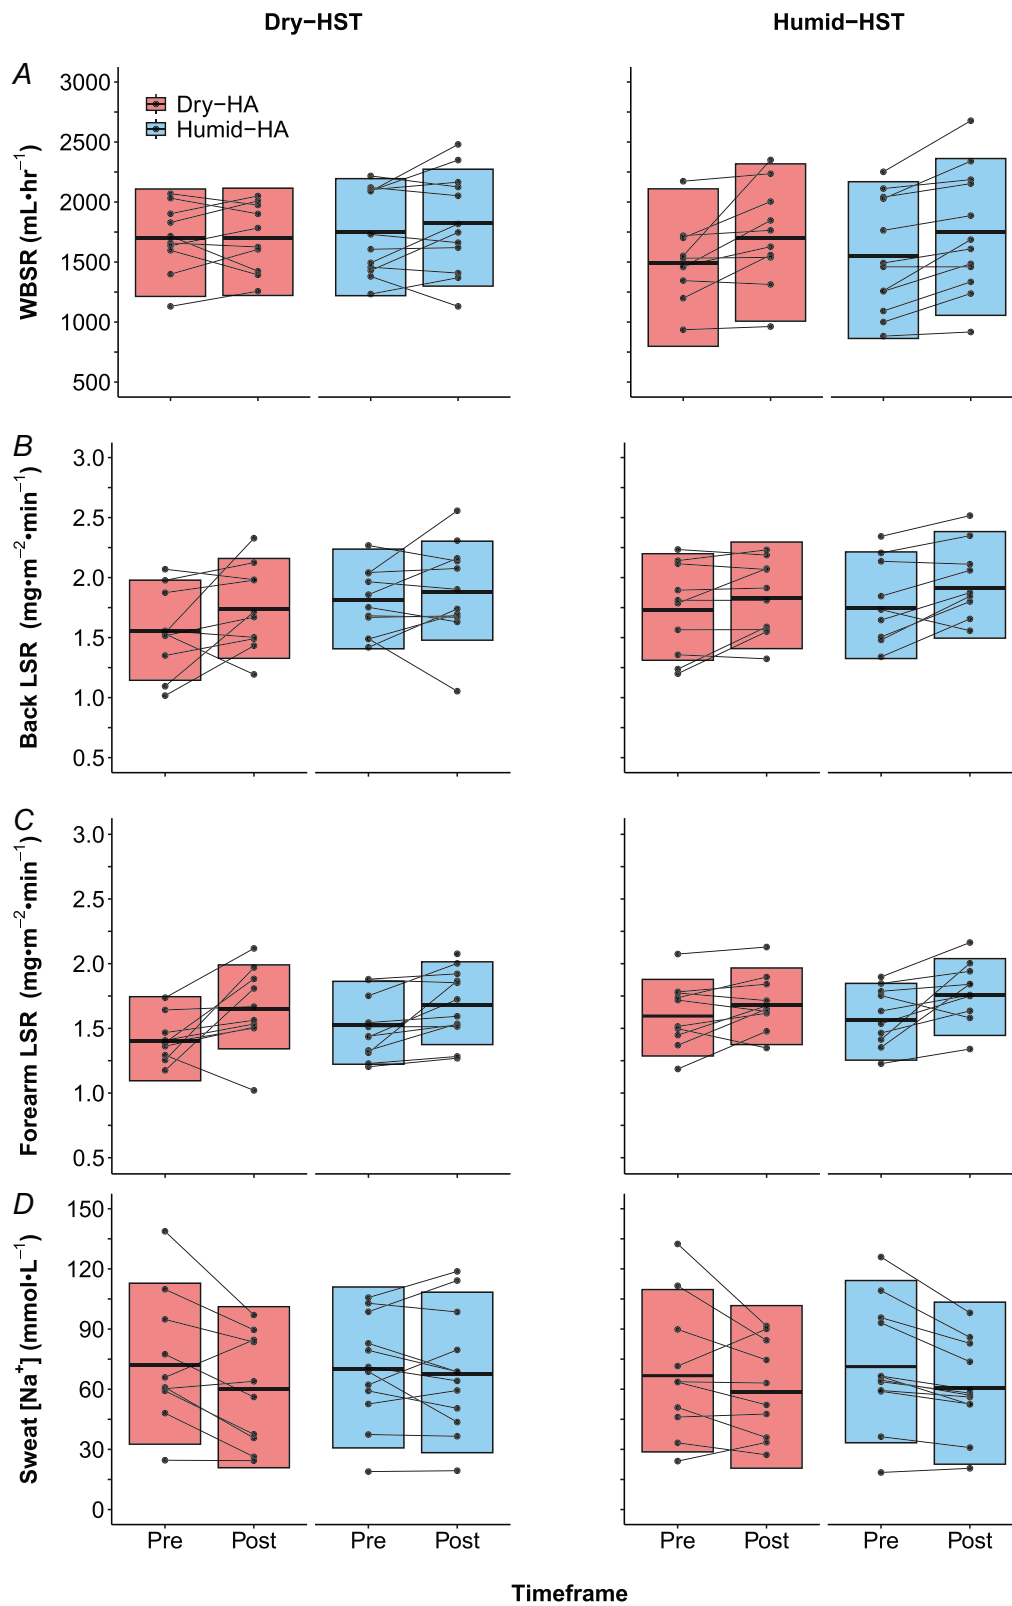 Dry−HST Humid−HST
A
WBSR (mL•hr−1)
3000
2500
2000
1500
1000
500
Dry−HA
Humid−HA
B
Back LSR (mg•m−2•min−1)
3.0
2.5
2.0
1.5
1.0
0.5
C
Forearm LSR (mg•m−2•min−1)
3.0
2.5
2.0
1.5
1.0
0.5
D
Sweat [Na+] (mmol•L−1)
150
120
90
60
30
0
Pre Post Pre Post Pre Post Pre Post
Timeframe